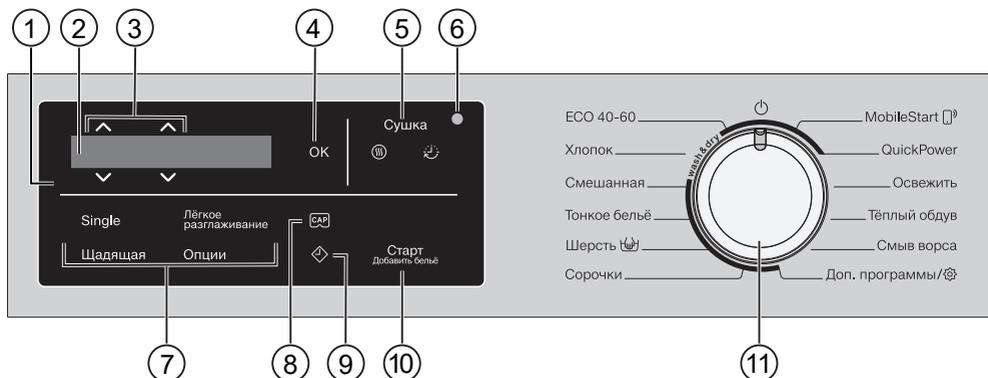 1
2
3
4
5
6
Сушка
OK
Single
Лёгкое
разглаживание
CAP
Щадящая
Опции
Старт
Добавить бельё
ECO 40-60
Хлопок
Смешанная
Тонкое бельё
Шерсть
Сорочки
wash&dry
MobileStart
QuickPower
Освежить
Тёплый обдув
Смыв ворса
Доп. программы/
7
8
9
10
11